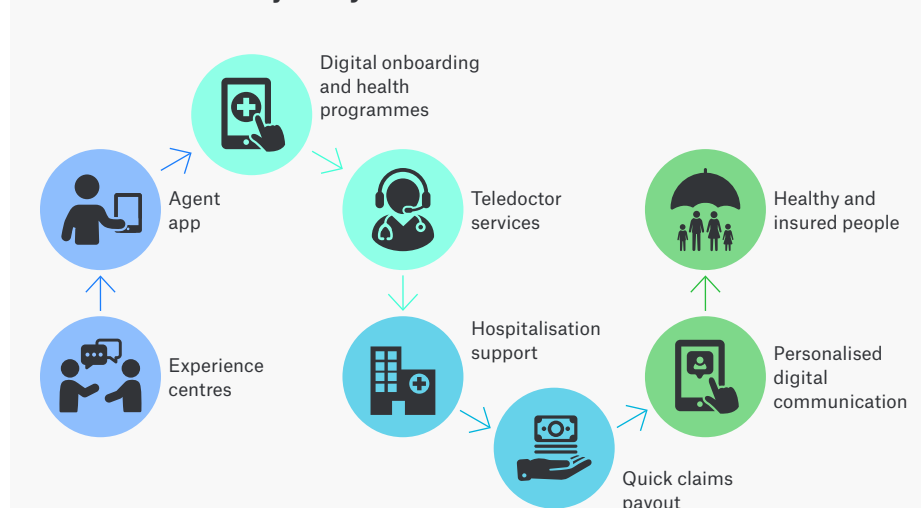 Digital onboarding
and health
programmes
Agent
app
Teledoctor
services
Healthy and
insured people
Experience
centres
Hospitalisation
support
Personalised
digital
communication
Quick claims
payout